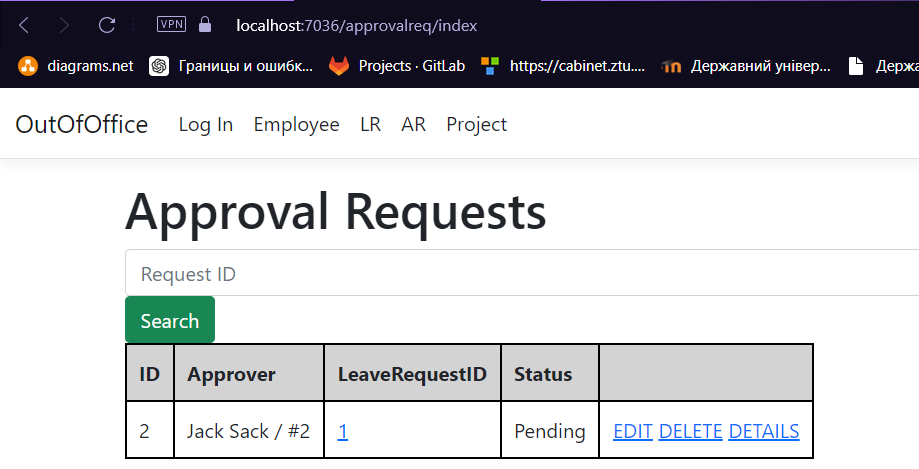 VPN localhost:7036/approvalreq/index
diagrams.net Границы и ошибк... Projects · GitLab https://cabinet.ztu.... Державний універ... Держа
OutOfOffice Log In Employee LR AR Project
Approval Requests
Request ID
Search
ID Approver LeaveRequestID Status
2 Jack Sack / #2 1 Pending EDIT DELETE DETAILS